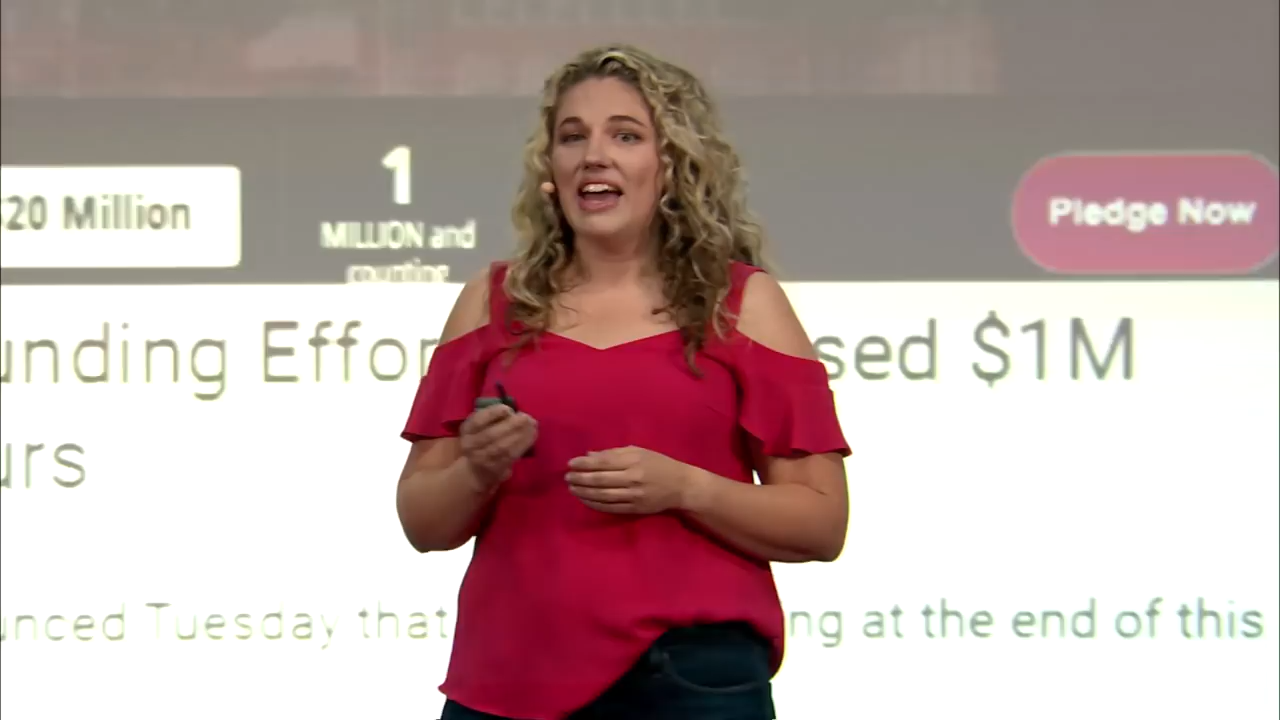 $20 Million
1
MILLION and
counting
Pledge Now
unding Effor sed $1M
urs
unced Tuesday that ng at the end of this